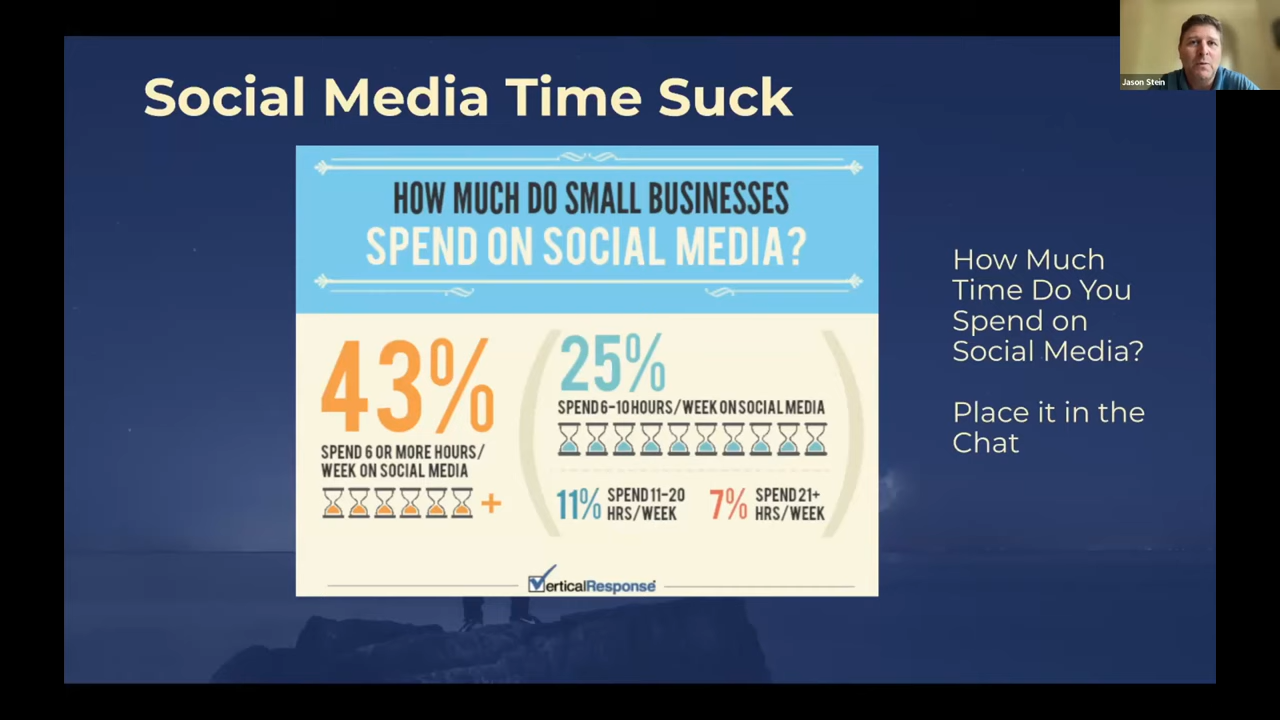 Social Media Time Suck
Jason Stein
HOW MUCH DO SMALL BUSINESSES
SPEND ON SOCIAL MEDIA?
43%
SPEND 6 OR MORE HOURS/
WEEK ON SOCIAL MEDIA
+
25%
SPEND 6-10 HOURS/WEEK ON SOCIAL MEDIA
11% SPEND 11-20
HRS/WEEK
7% SPEND 21+
HRS/WEEK
VerticalResponse
How Much
Time Do You
Spend on
Social Media?
Place it in the
Chat